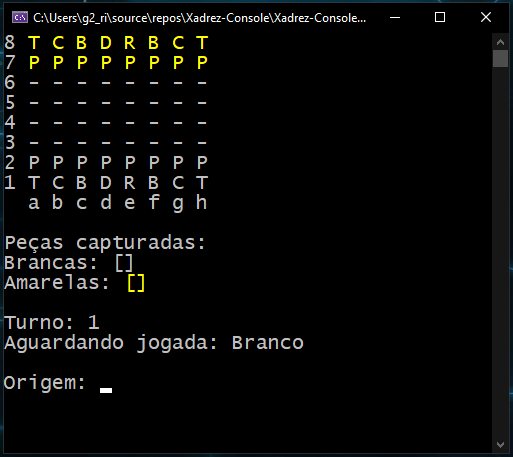 C:\Users\g2_ri\source\repos\Xadrez-Console\Xadrez-Console...
8 T C B D R B C T
7 P P P P P P P P
6 - - - - - - - -
5 - - - - - - - -
4 - - - - - - - -
3 - - - - - - - -
2 P P P P P P P P
1 T C B D R B C T
a b c d e f g h
Peças capturadas:
Brancas: []
Amarelas: []
Turno: 1
Aguardando jogada: Branco
Origem: